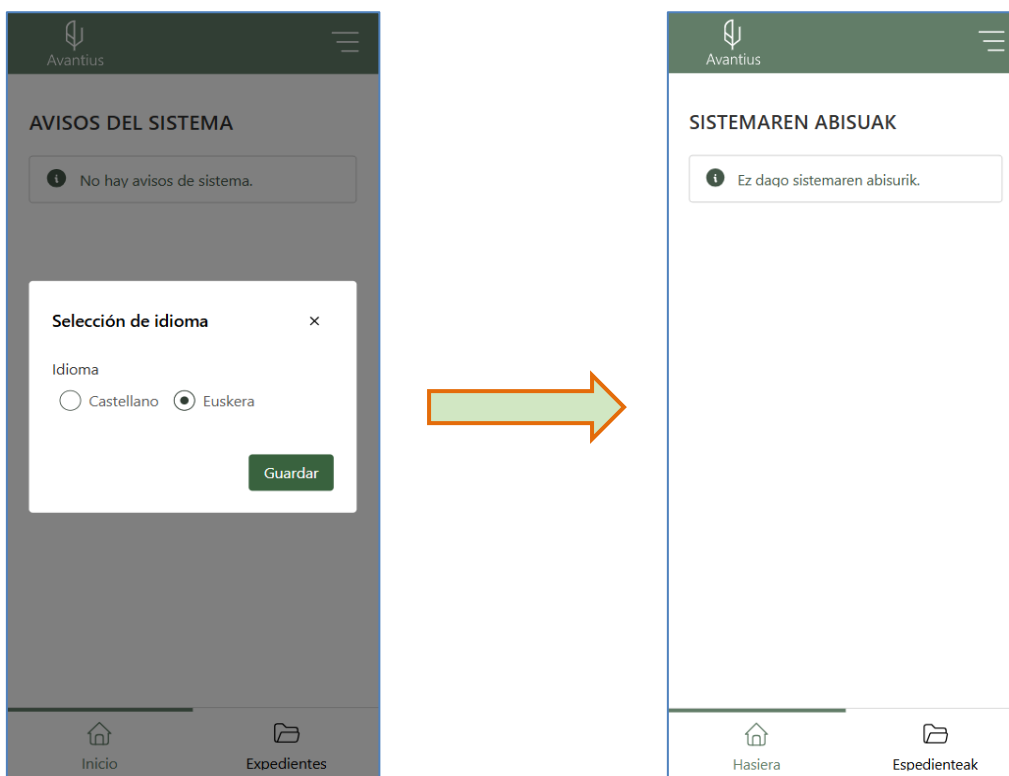 Avantius
AVISOS DEL SISTEMA
No hay avisos de sistema.
Selección de idioma
Idioma
Castellano Euskera
Guardar
Inicio Expedientes
Avantius
SISTEMAREN ABISUAK
Ez dago sistemaren abisurik.
Hasiera Espedienteak